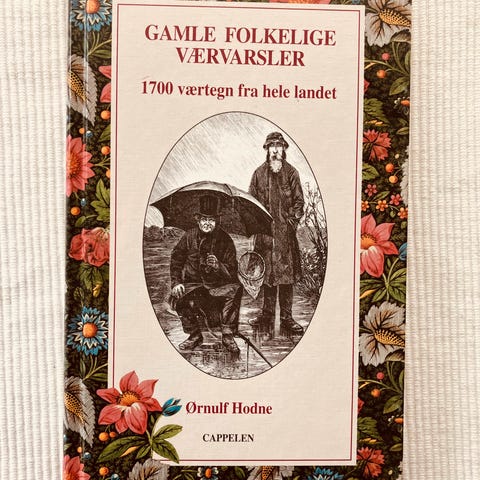 GAMLE FOLKELIGE
VÆRVARSLER
1700 værtegn fra hele landet
Ørnulf Hodne
CAPPELEN